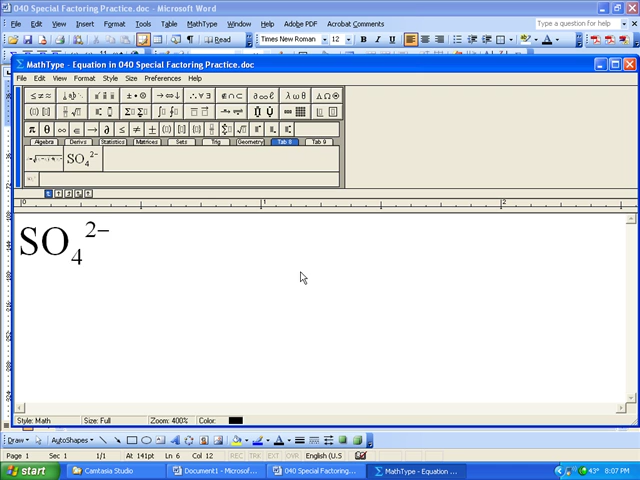 040 Special Factoring Practice.doc - Microsoft Word
File Edit View Insert Format Tools Table MathType Window Help Adobe PDF Acrobat Comments Type a question for help
Read Times New Roman 12 B I U
MathType - Equation in 040 Special Factoring Practice.doc
File Edit View Format Style Size Preferences Help
Algebra Derivs Statistics Matrices Sets Trig Geometry Tab 8 Tab 9
SO₄²⁻
0 1 2
SO₄²⁻
Style: Math Size: Full Zoom: 400% Color:
Draw AutoShapes
Page 1 Sec 1 1/1 At 141pt Ln 6 Col 12 REC TRK EXT OVR English (U.S
start Camtasia Studio Document1 - Microsof... 040 Special Factoring... MathType - Equation ... 43° 8:07 PM